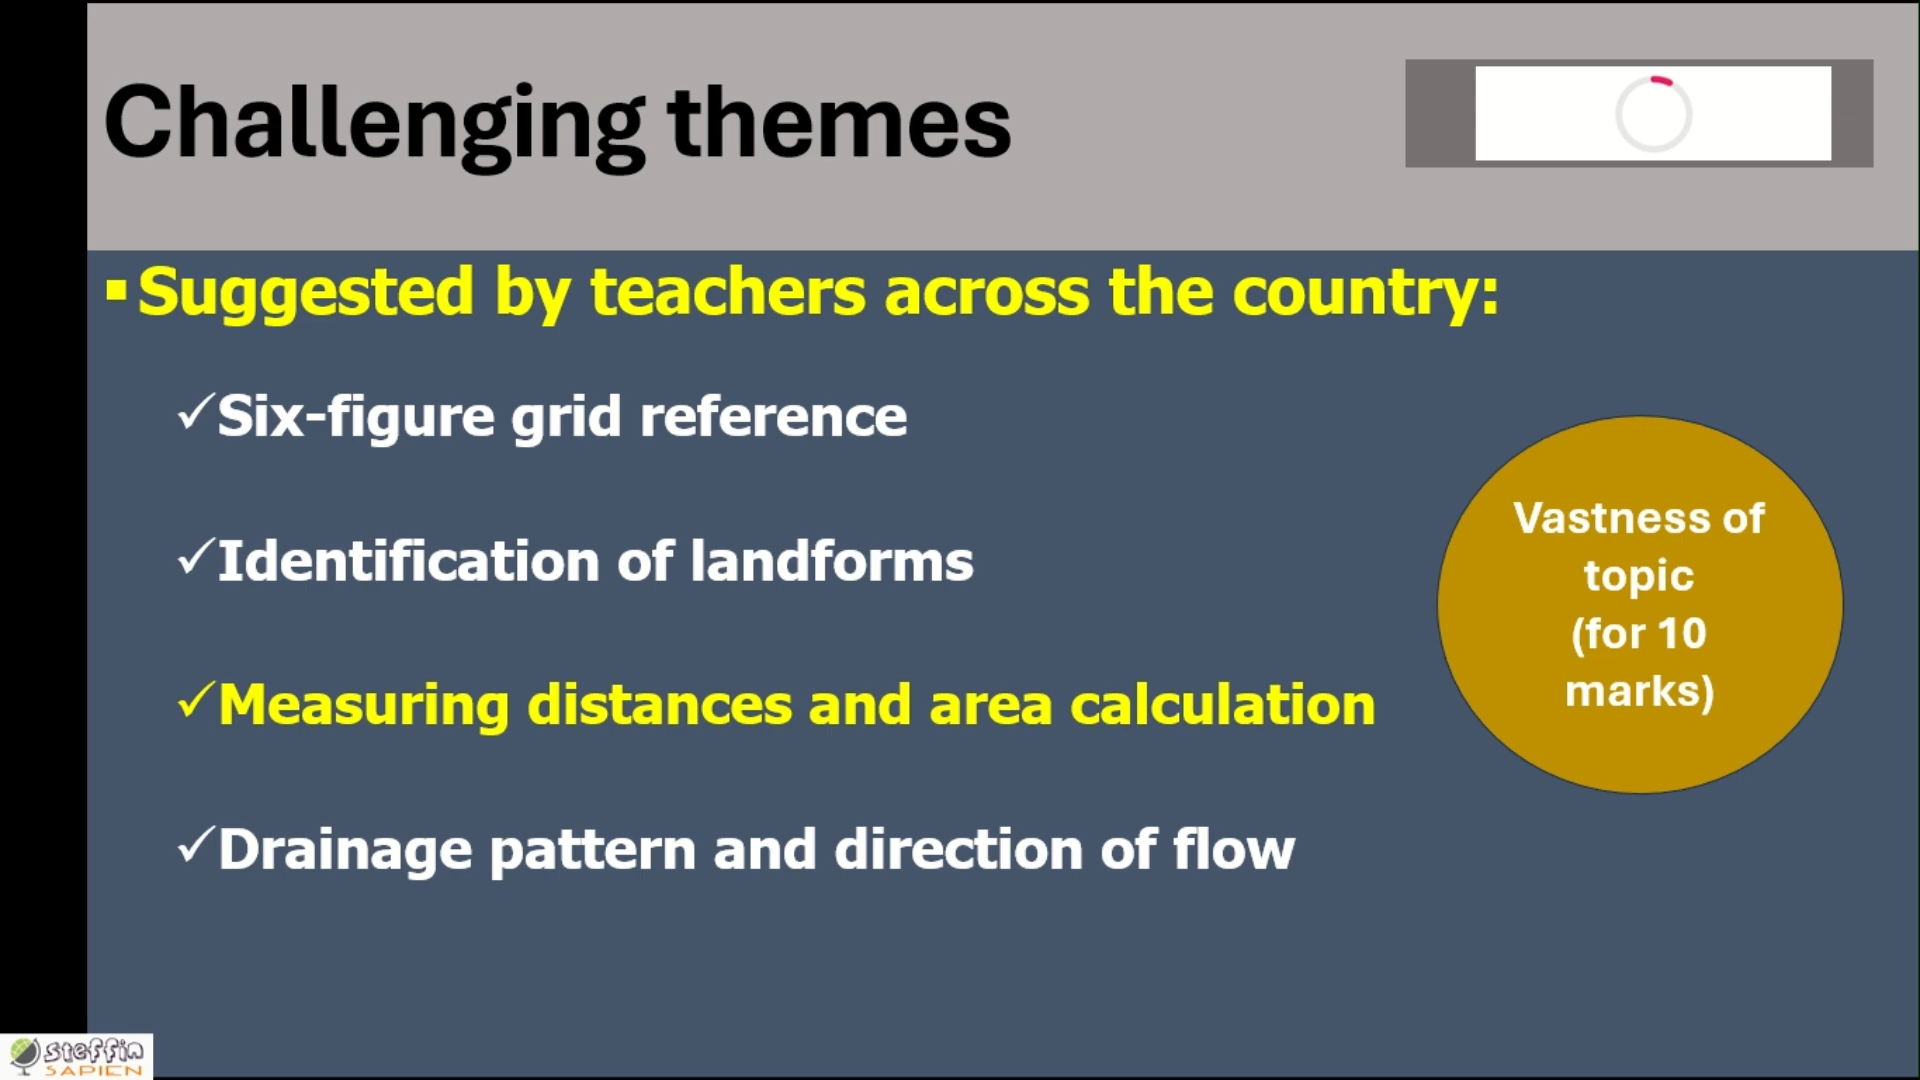 Challenging themes
Suggested by teachers across the country:
Six-figure grid reference
Identification of landforms
Measuring distances and area calculation
Drainage pattern and direction of flow
Vastness of
topic
(for 10
marks)
steffin
SAPIEN